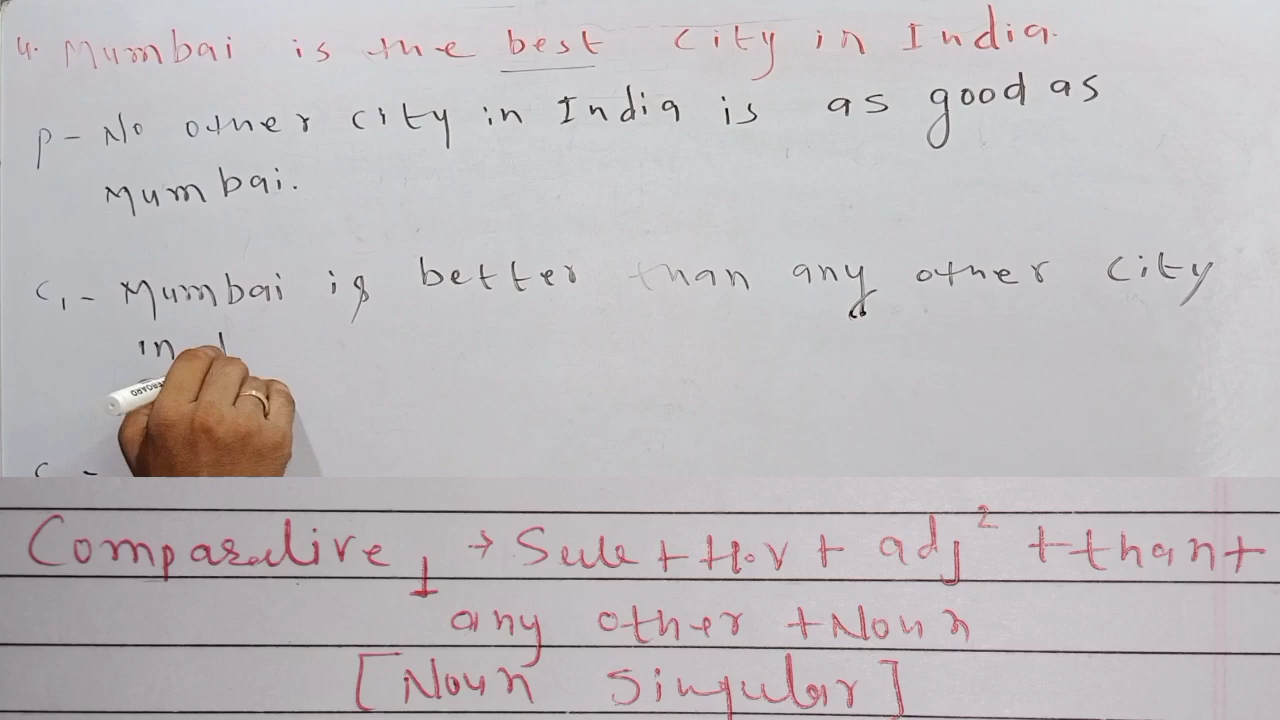 4. Mumbai is the best city in India.
P - No other city in India is as good as
Mumbai.
C₁ - Mumbai is better than any other city
in I
C -
Comparative 1 → Sub + H.V + adj² + than +
any other + Noun
[Noun Singular]